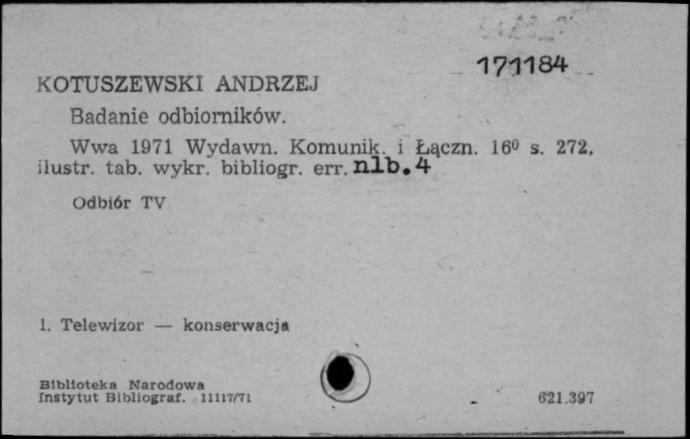 171184
KOTUSZEWSKI ANDRZEJ
Badanie odbiorników.
Wwa 1971 Wydawn. Komunik. i Łączn. 16⁰ s. 272,
ilustr. tab. wykr. bibliogr. err. nlb.4
Odbiór TV
1. Telewizor — konserwacja
Biblioteka Narodowa
Instytut Bibliograf. 11117/71
621.397